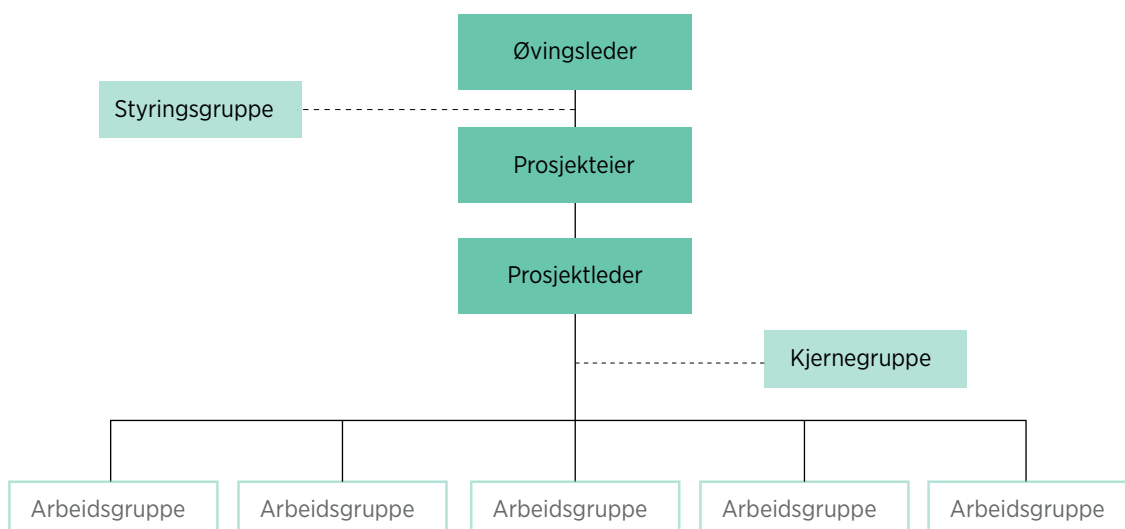 Øvingsleder
Styringsgruppe
Prosjekteier
Prosjektleder
Kjernegruppe
Arbeidsgruppe
Arbeidsgruppe
Arbeidsgruppe
Arbeidsgruppe
Arbeidsgruppe